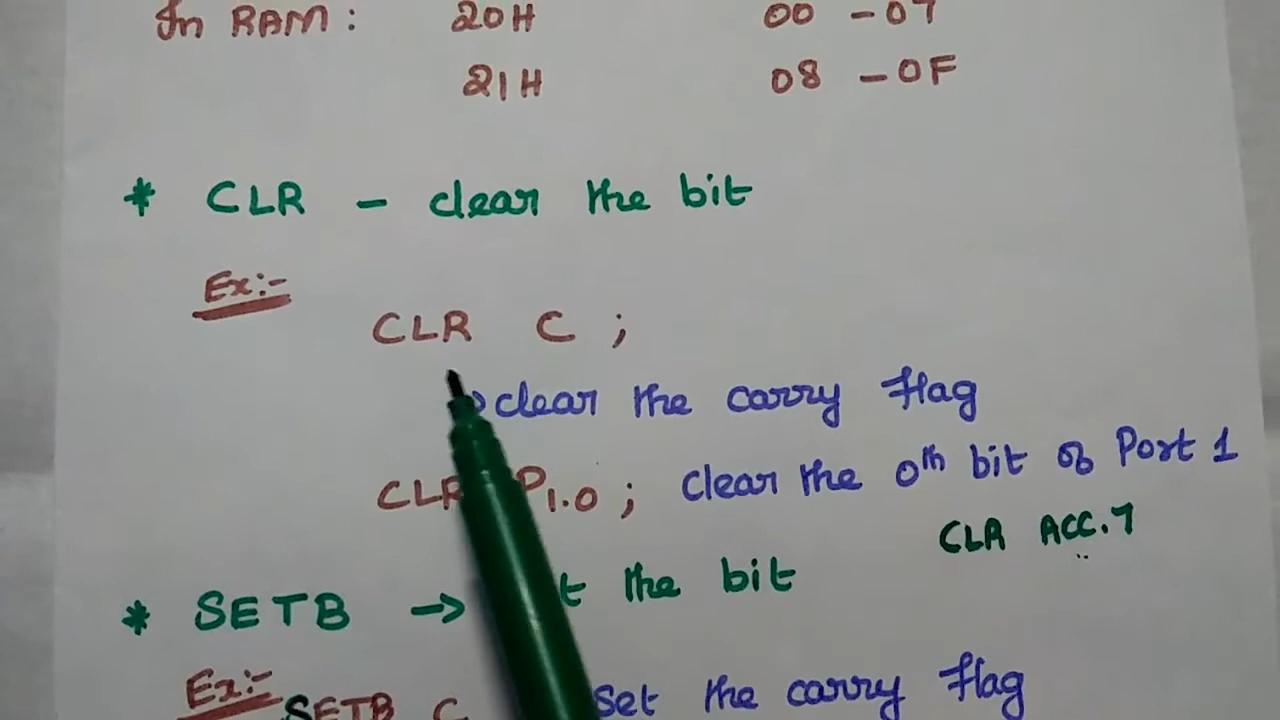 In RAM: 20H 00 - 07
21H 08 - 0F
* CLR - clear the bit
Ex:-
CLR C ;
clear the carry flag
CLR P1.0 ; Clear the 0th bit of Port 1
CLR ACC.7
* SETB → the bit
Ex:-
SETB C Set the carry flag